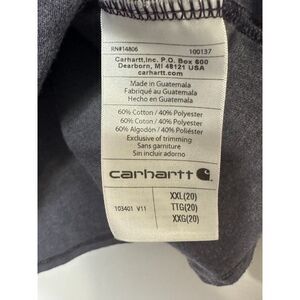 RN#14806 100137
Carhartt,Inc. P.O. Box 600
Dearborn, MI 48121 USA
carhartt.com
Made in Guatemala
Fabriqué au Guatemala
Hecho en Guatemala
60% Cotton / 40% Polyester
60% Coton / 40% Polyester
60% Algodón / 40% Poliéster
Exclusive of trimming
Sans garniture
Sin incluir adorno
carhartt
XXL(20)
103401 V11 TTG(20)
XXG(20)